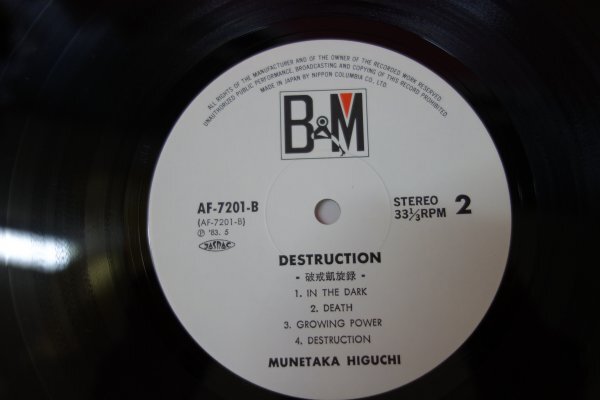 ALL RIGHTS OF THE MANUFACTURER AND OF THE OWNER OF THE RECORDED WORK RESERVED.
UNAUTHORIZED PUBLIC PERFORMANCE, BROADCASTING AND COPYING OF THIS RECORD PROHIBITED.
MADE IN JAPAN BY NIPPON COLUMBIA CO., LTD.
B&M
AF-7201-B
(AF-7201-B)
℗ '83. 5
JASRAC
STEREO
33⅓RPM
2
DESTRUCTION
- 破戒凱旋録 -
1. IN THE DARK
2. DEATH
3. GROWING POWER
4. DESTRUCTION
MUNETAKA HIGUCHI